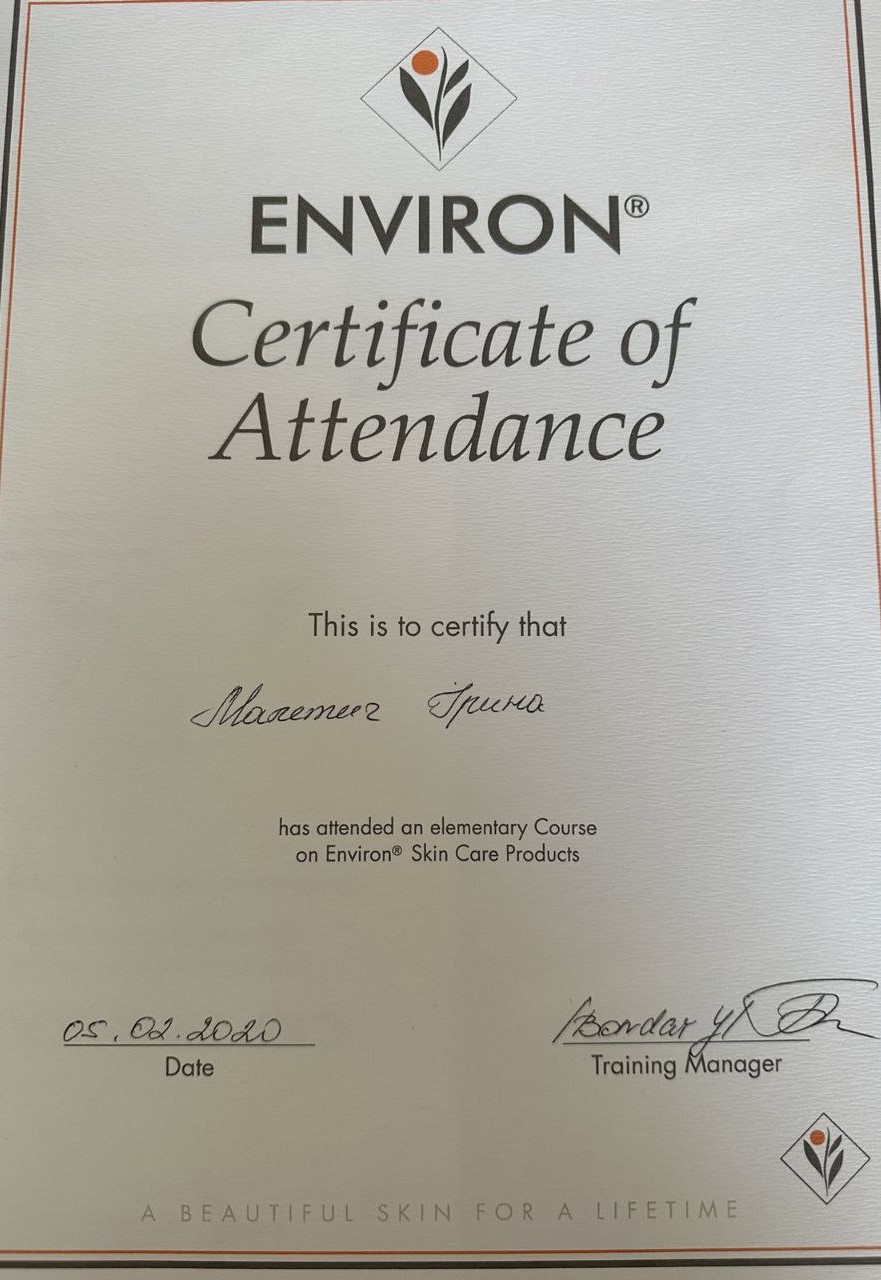 ENVIRON®
Certificate of
Attendance
This is to certify that
Ірина
has attended an elementary Course
on Environ® Skin Care Products
05.02.2020
Date
Bondar
Training Manager
A BEAUTIFUL SKIN FOR A LIFETIME